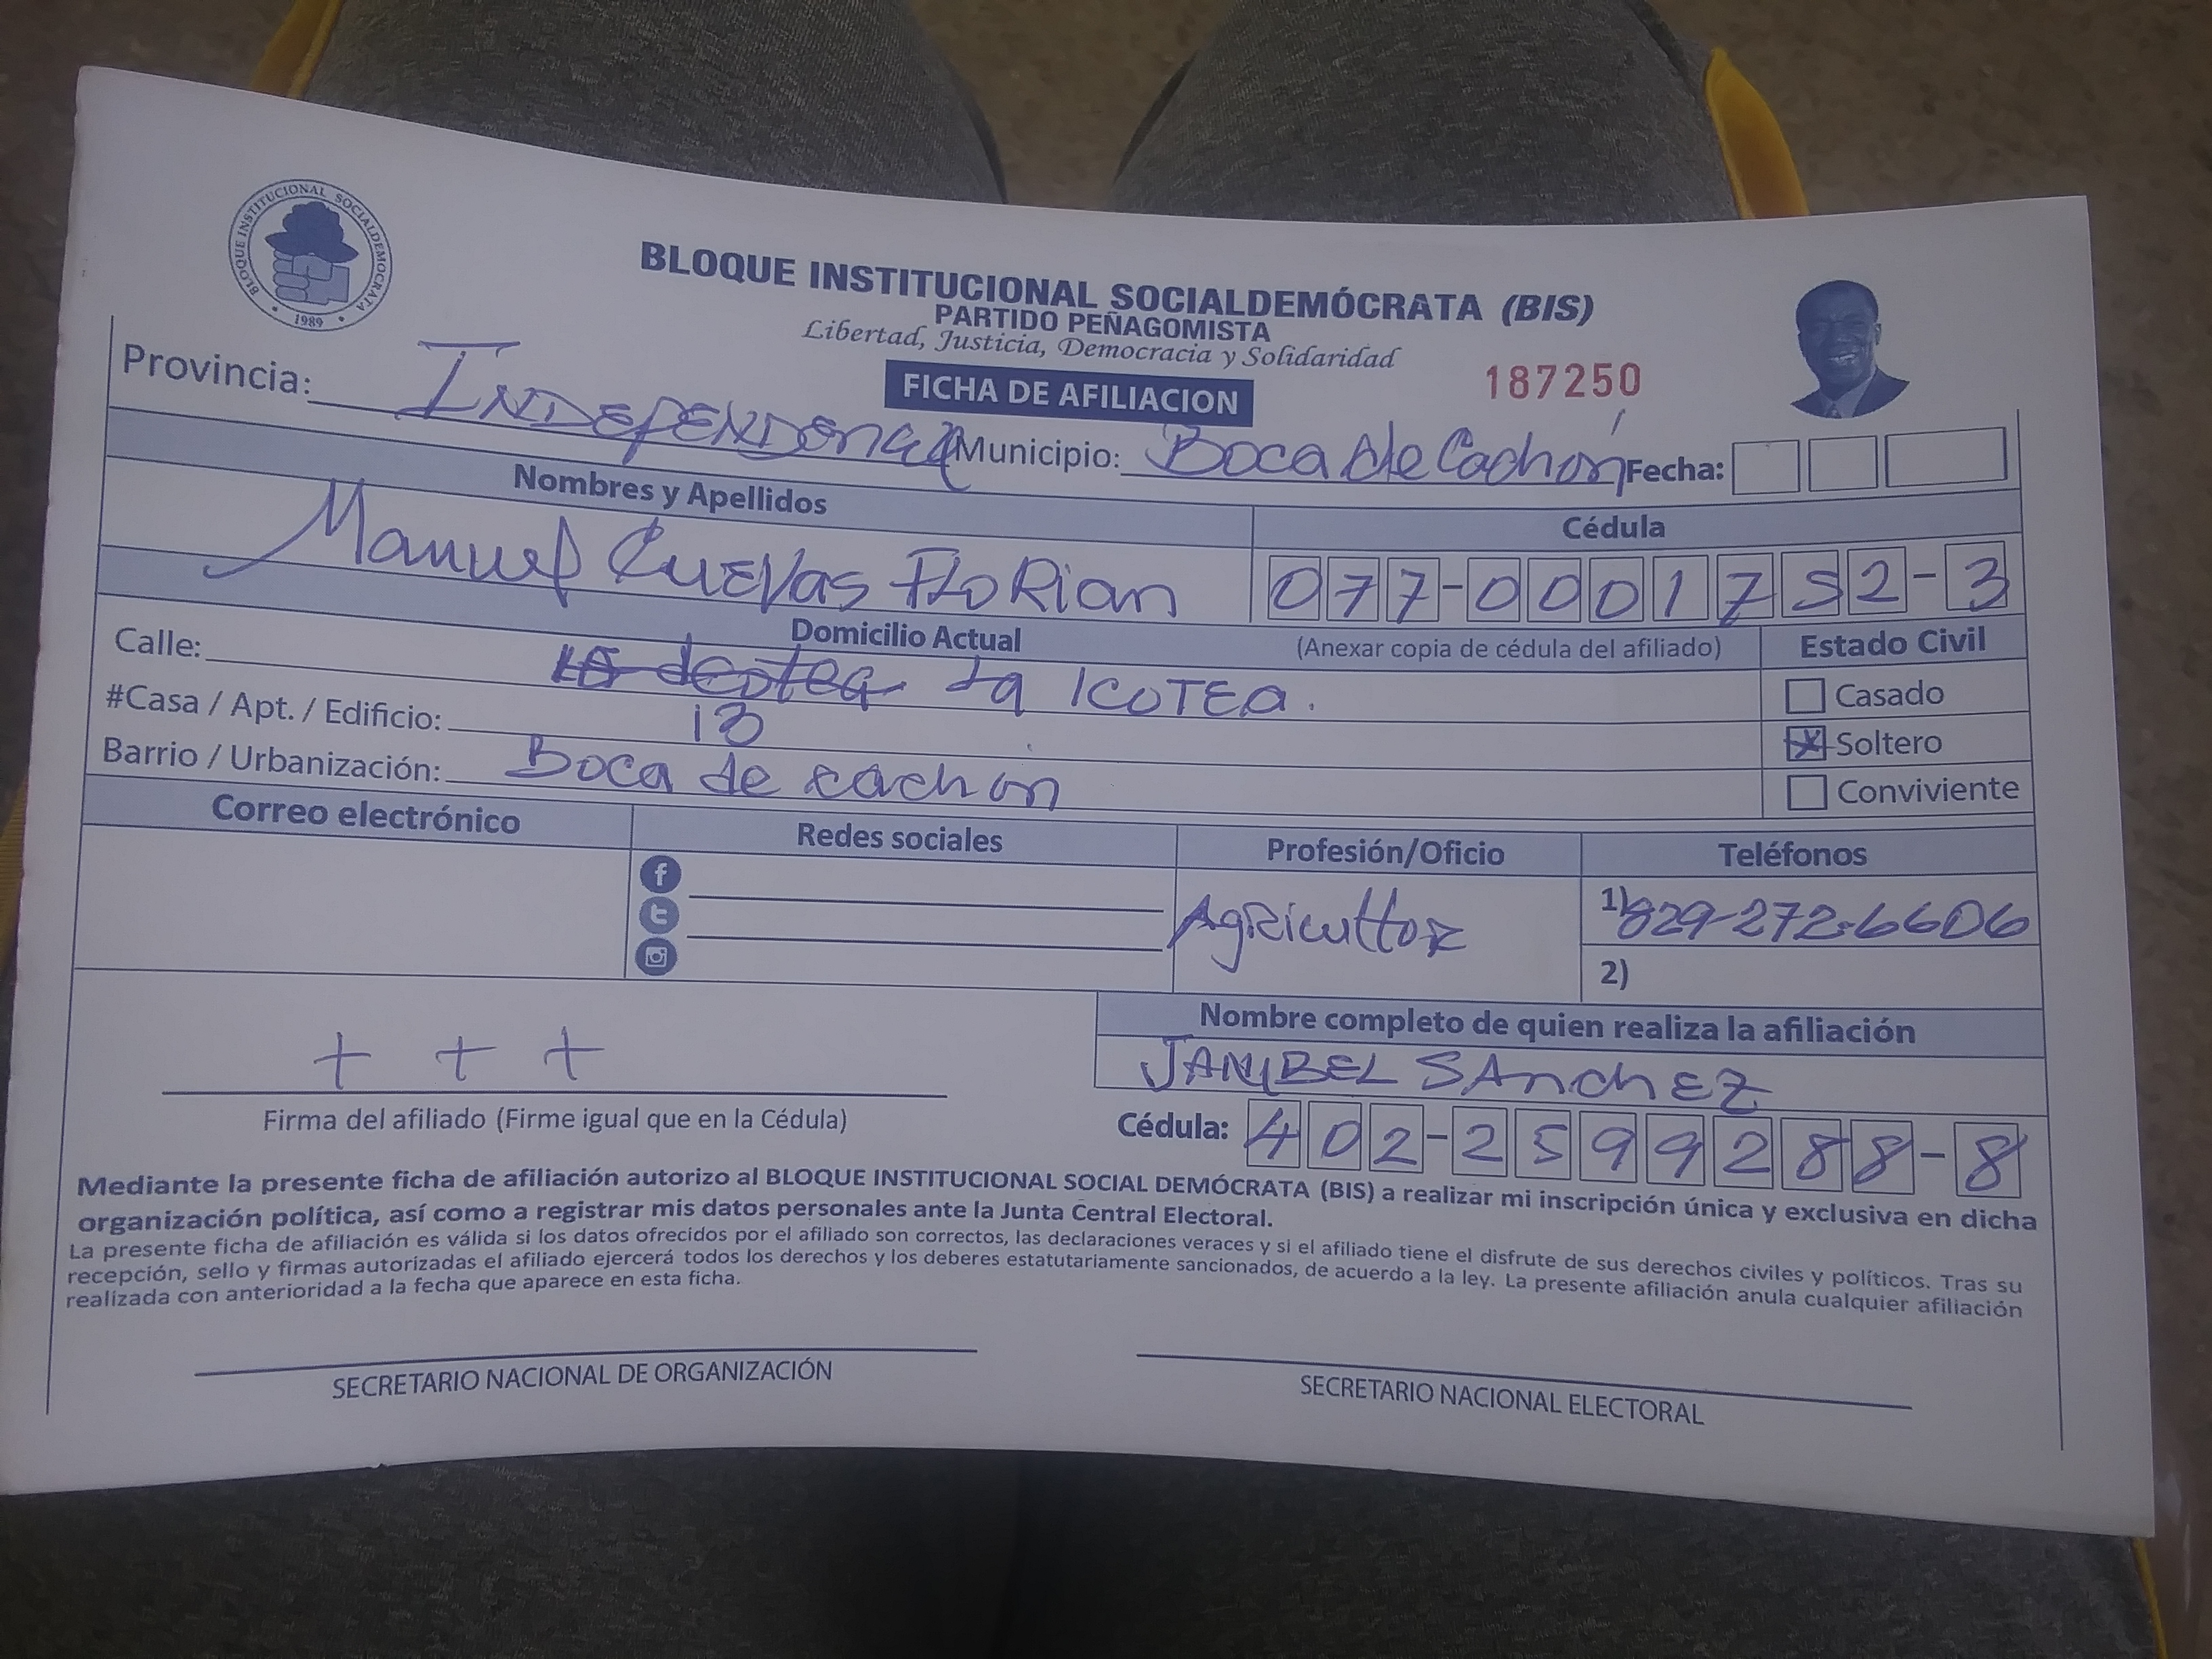 BLOQUE INSTITUCIONAL SOCIALDEMOCRATA
1989
BLOQUE INSTITUCIONAL SOCIALDEMÓCRATA (BIS)
PARTIDO PEÑAGOMISTA
Libertad, Justicia, Democracia y Solidaridad
FICHA DE AFILIACION
187250
Provincia: INDEPENDENCIA Municipio: Boca de Cachón Fecha:
Nombres y Apellidos Cédula
Manuel Cuevas Florian 077-0001752-3
Domicilio Actual (Anexar copia de cédula del afiliado) Estado Civil
Calle: La ICOTEA.
Casado
#Casa / Apt. / Edificio: 13
Soltero
Barrio / Urbanización: Boca de cachon
Conviviente
Correo electrónico Redes sociales Profesión/Oficio Teléfonos
Agricultor 1) 829-272-6606
2)
Nombre completo de quien realiza la afiliación
+ + + JANIBEL SAnchEZ
Firma del afiliado (Firme igual que en la Cédula) Cédula: 402-2599288-8
Mediante la presente ficha de afiliación autorizo al BLOQUE INSTITUCIONAL SOCIAL DEMÓCRATA (BIS) a realizar mi inscripción única y exclusiva en dicha
organización política, así como a registrar mis datos personales ante la Junta Central Electoral.
La presente ficha de afiliación es válida si los datos ofrecidos por el afiliado son correctos, las declaraciones veraces y si el afiliado tiene el disfrute de sus derechos civiles y políticos. Tras su
recepción, sello y firmas autorizadas el afiliado ejercerá todos los derechos y los deberes estatutariamente sancionados, de acuerdo a la ley. La presente afiliación anula cualquier afiliación
realizada con anterioridad a la fecha que aparece en esta ficha.
SECRETARIO NACIONAL DE ORGANIZACIÓN SECRETARIO NACIONAL ELECTORAL